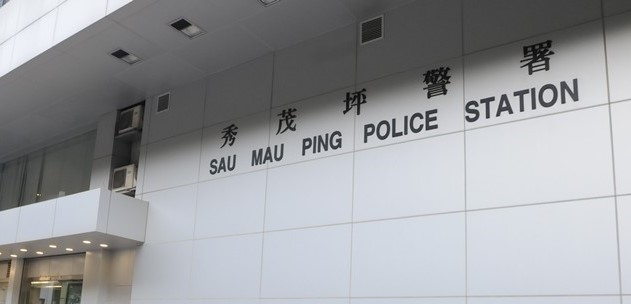 秀茂坪警署
SAU MAU PING POLICE STATION